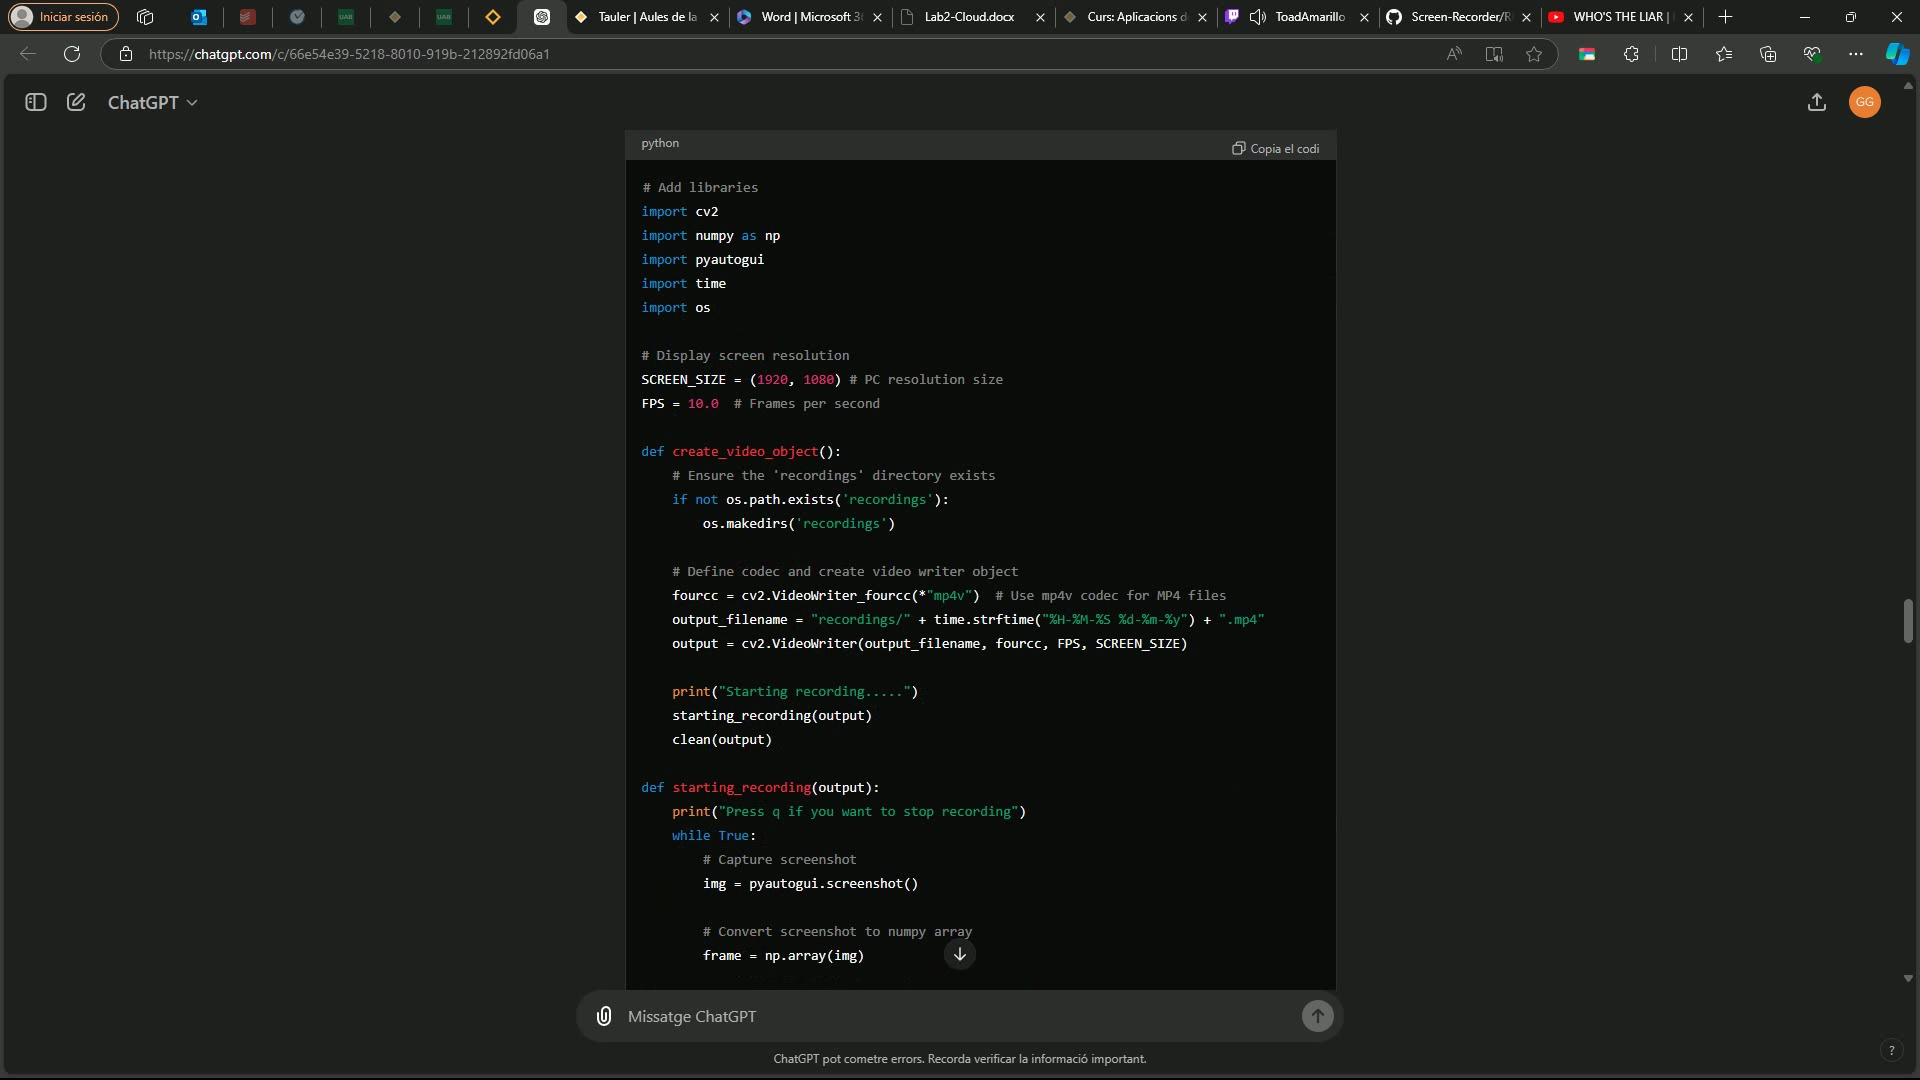 Iniciar sesión
UAB
UAB
Tauler | Aules de la
Word | Microsoft 3
Lab2-Cloud.docx
Curs: Aplicacions d
ToadAmarillo
Screen-Recorder/R
WHO'S THE LIAR |
https://chatgpt.com/c/66e54e39-5218-8010-919b-212892fd06a1
ChatGPT
GG
python
Copia el codi
# Add libraries
import cv2
import numpy as np
import pyautogui
import time
import os
# Display screen resolution
SCREEN_SIZE = (1920, 1080) # PC resolution size
FPS = 10.0  # Frames per second
def create_video_object():
    # Ensure the 'recordings' directory exists
    if not os.path.exists('recordings'):
        os.makedirs('recordings')
    # Define codec and create video writer object
    fourcc = cv2.VideoWriter_fourcc(*"mp4v")  # Use mp4v codec for MP4 files
    output_filename = "recordings/" + time.strftime("%H-%M-%S %d-%m-%y") + ".mp4"
    output = cv2.VideoWriter(output_filename, fourcc, FPS, SCREEN_SIZE)
    print("Starting recording.....")
    starting_recording(output)
    clean(output)
def starting_recording(output):
    print("Press q if you want to stop recording")
    while True:
        # Capture screenshot
        img = pyautogui.screenshot()
        # Convert screenshot to numpy array
        frame = np.array(img)
Missatge ChatGPT
ChatGPT pot cometre errors. Recorda verificar la informació important.
?